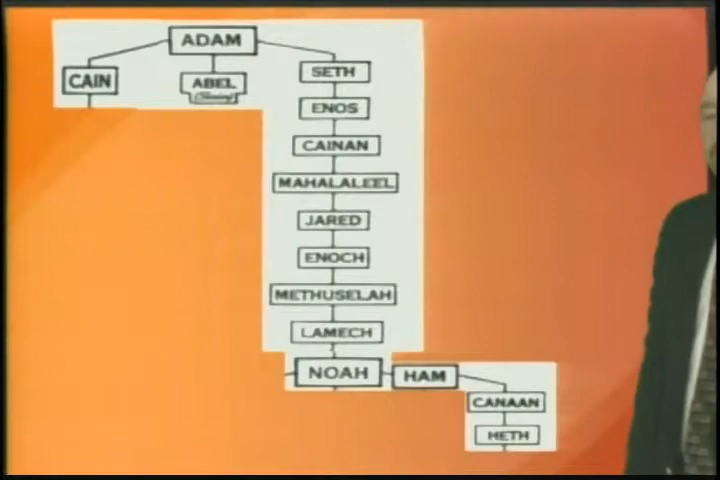 ADAM
CAIN
ABEL
SETH
ENOS
CAINAN
MAHALALEEL
JARED
ENOCH
METHUSELAH
LAMECH
NOAH
HAM
CANAAN
HETH